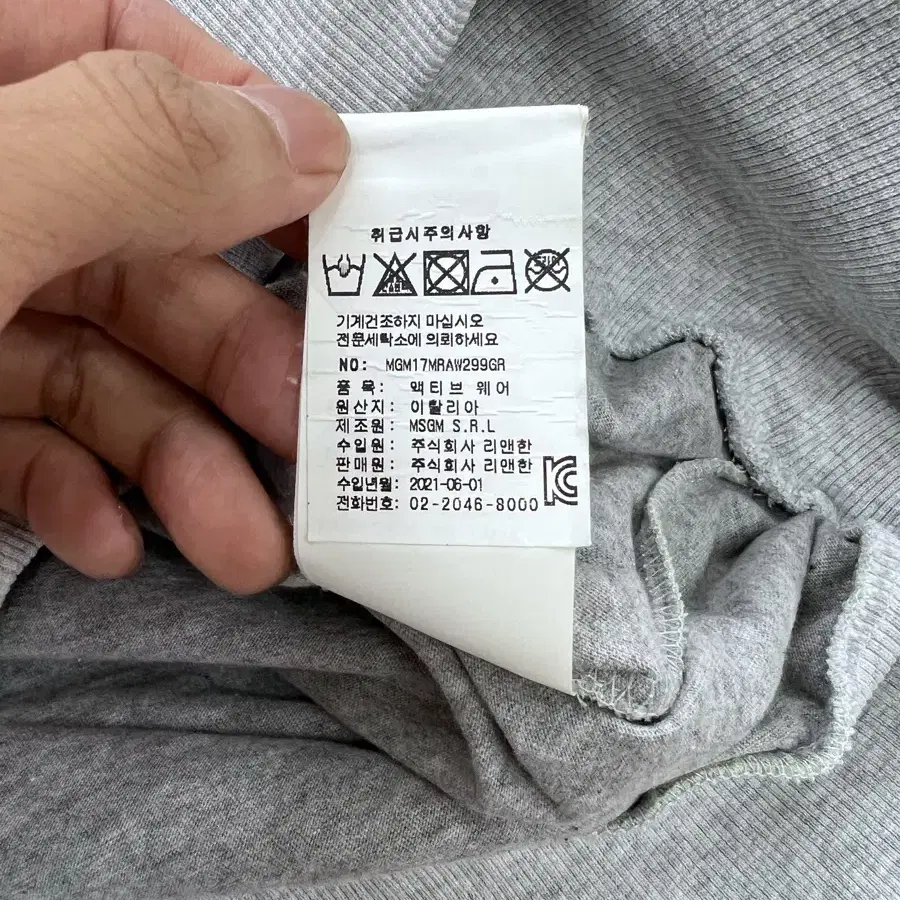 취급시주의사항
기계건조하지 마십시오
전문세탁소에 의뢰하세요
NO: MGM17MRAW299GR
품 목: 액티브 웨어
원산지: 이탈리아
제조원: MSGM S.R.L
수입원: 주식회사 리앤한
판매원: 주식회사 리앤한
수입년월: 2021-06-01
전화번호: 02-2046-8000